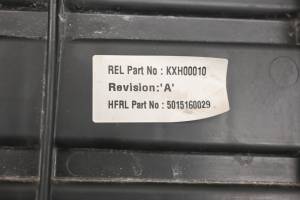 REL Part No : KXH00010
Revision:'A'
HFRL Part No : 5015160029